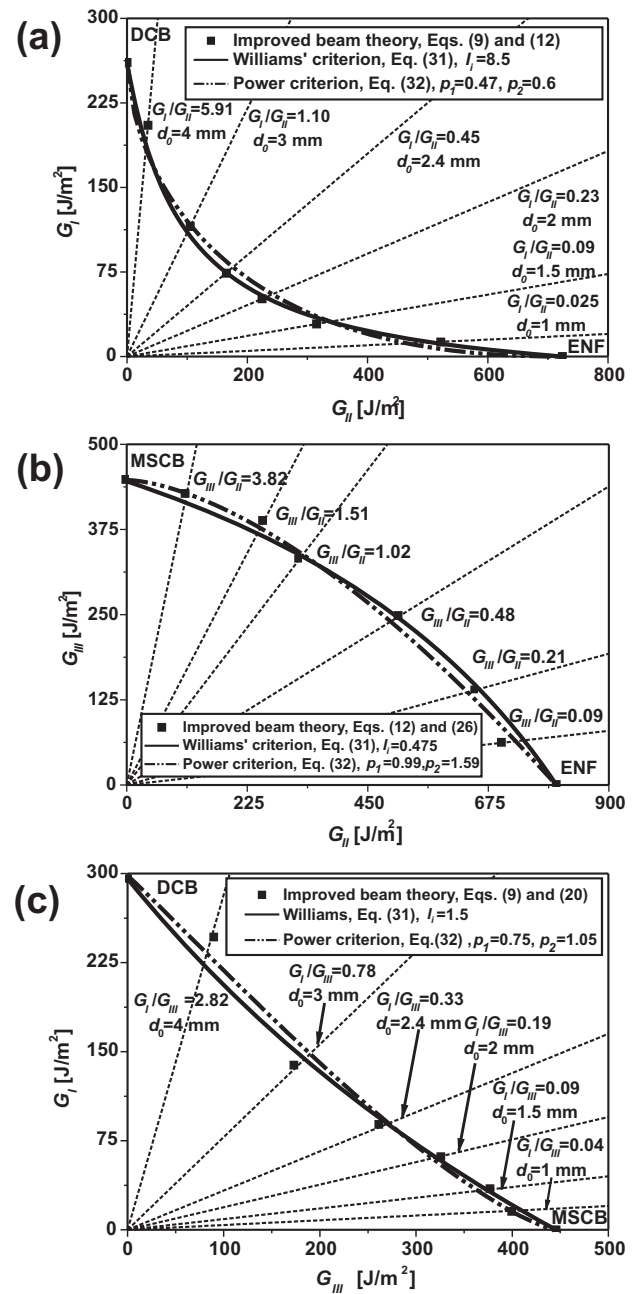 (a)
DCB
Improved beam theory, Eqs. (9) and (12)
Williams' criterion, Eq. (31), l_i=8.5
Power criterion, Eq. (32), p_1=0.47, p_2=0.6
G_I/G_II=5.91
d_0=4 mm
G_I/G_II=1.10
d_0=3 mm
G_I/G_II=0.45
d_0=2.4 mm
G_I/G_II=0.23
d_0=2 mm
G_I/G_II=0.09
d_0=1.5 mm
G_I/G_II=0.025
d_0=1 mm
ENF
G_I [J/m²]
300
225
150
75
0
0 200 400 600 800
G_II [J/m²]
(b)
MSCB
G_III/G_II=3.82
G_III/G_II=1.51
G_III/G_II=1.02
G_III/G_II=0.48
G_III/G_II=0.21
G_III/G_II=0.09
Improved beam theory, Eqs. (12) and (26)
Williams' criterion, Eq. (31), I_i=0.475
Power criterion, Eq. (32), p_1=0.99,p_2=1.59
ENF
G_III [J/m²]
500
375
250
125
0
0 225 450 675 900
G_II [J/m²]
(c)
DCB
Improved beam theory, Eqs. (9) and (20)
Williams, Eq. (31), I_i=1.5
Power criterion, Eq.(32) ,p_1=0.75, p_2=1.05
G_I/G_III=2.82
d_0=4 mm
G_I/G_III=0.78
d_0=3 mm
G_I/G_III=0.33
d_0=2.4 mm
G_I/G_III=0.19
d_0=2 mm
G_I/G_III=0.09
d_0=1.5 mm
G_I/G_III=0.04
d_0=1 mm
MSCB
G_I [J/m²]
300
225
150
75
0
0 100 200 300 400 500
G_III [J/m²]